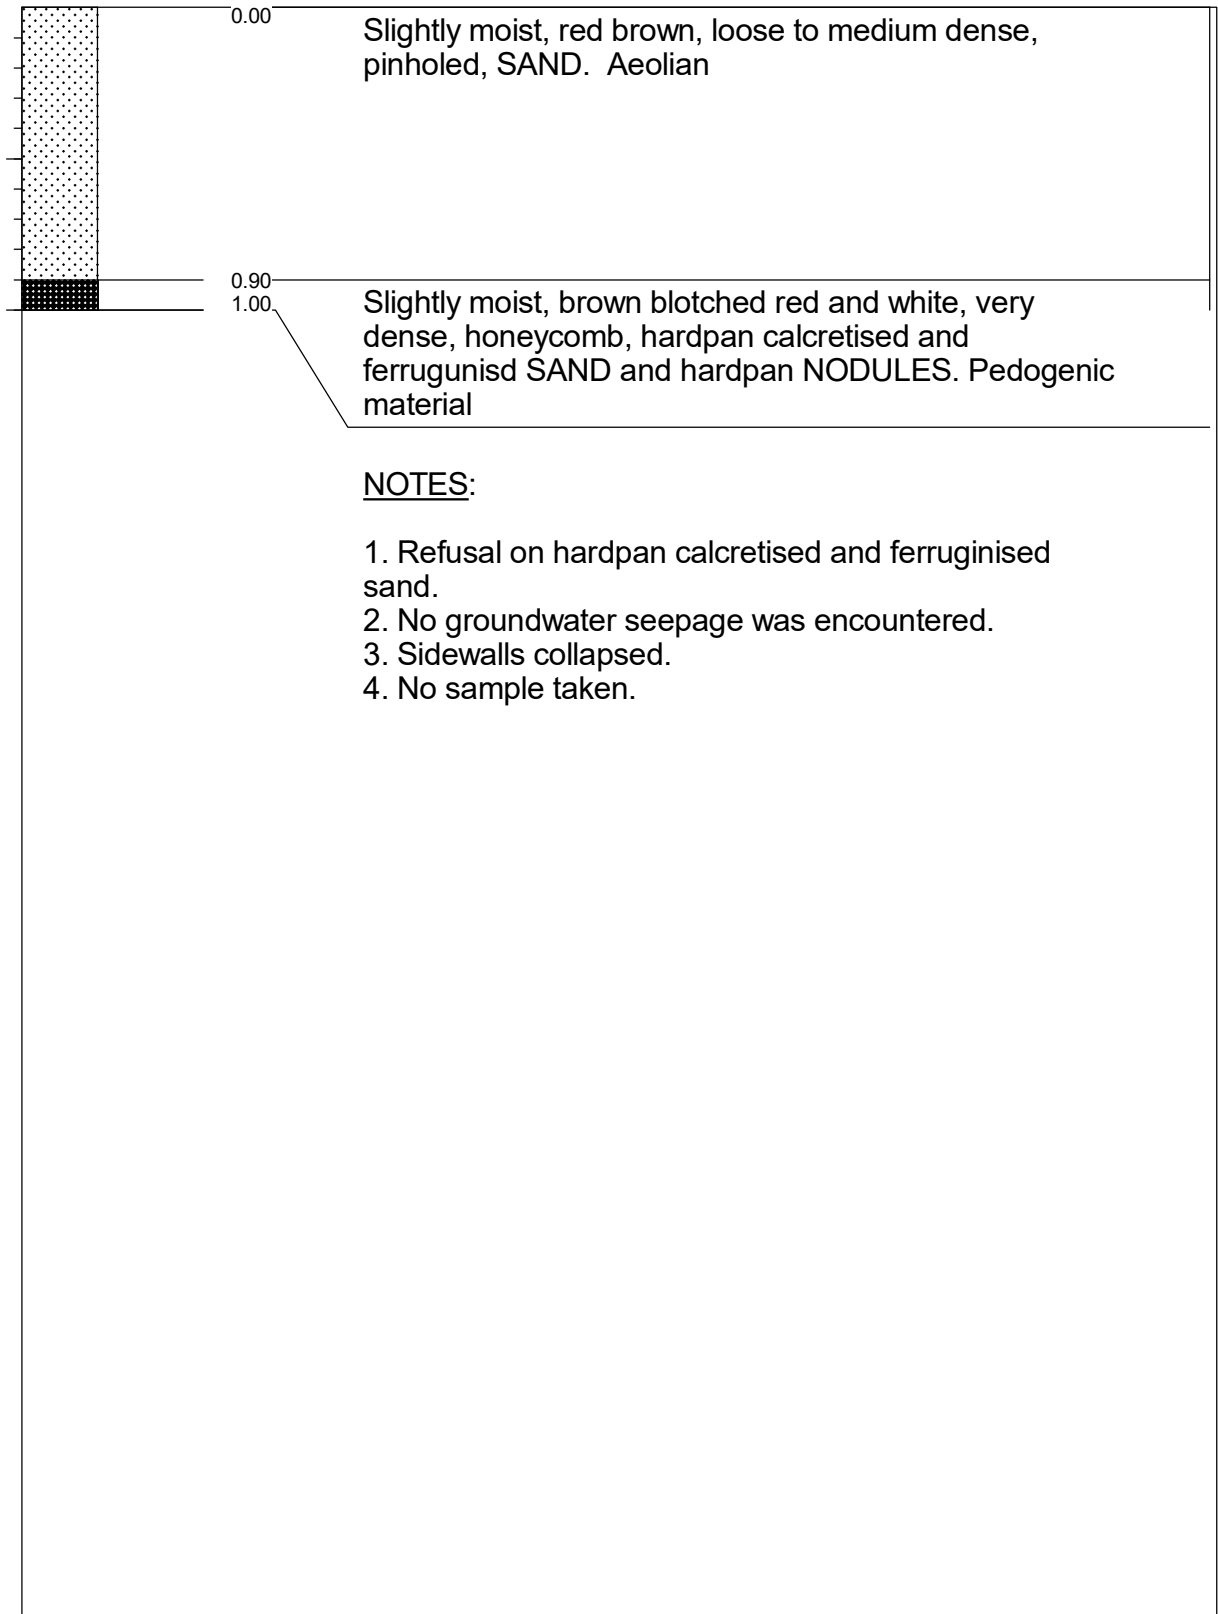 0.00
Slightly moist, red brown, loose to medium dense,
pinholed, SAND.  Aeolian
0.90
1.00
Slightly moist, brown blotched red and white, very
dense, honeycomb, hardpan calcretised and
ferrugunisd SAND and hardpan NODULES. Pedogenic
material
NOTES:
1. Refusal on hardpan calcretised and ferruginised
sand.
2. No groundwater seepage was encountered.
3. Sidewalls collapsed.
4. No sample taken.